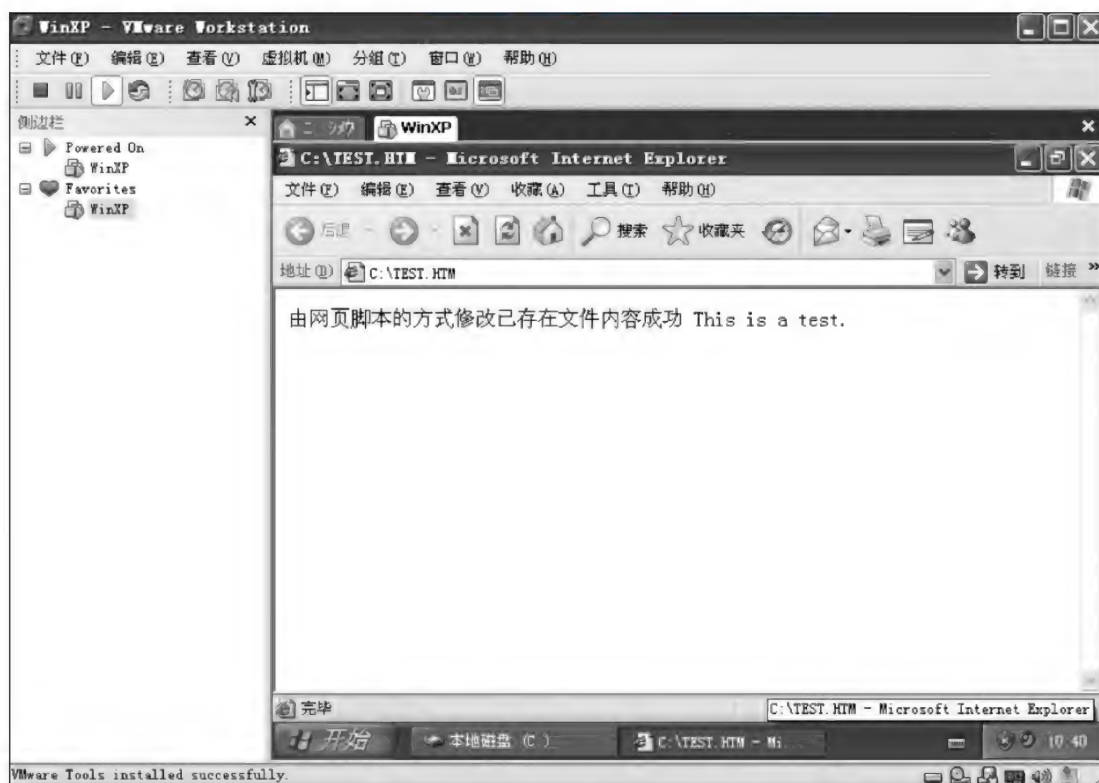 WinXP - VMware Workstation
文件(F) 编辑(E) 查看(V) 虚拟机(M) 分组(T) 窗口(W) 帮助(H)
侧边栏
Powered On
WinXP
Favorites
WinXP
WinXP
C:\TEST.HTM - Microsoft Internet Explorer
文件(F) 编辑(E) 查看(V) 收藏(A) 工具(T) 帮助(H)
后退 搜索 收藏夹
地址(D) C:\TEST.HTM 转到 链接 »
由网页脚本的方式修改已存在文件内容成功 This is a test.
完毕
C:\TEST.HTM - Microsoft Internet Explorer
开始 本地磁盘 (C ) C:\TEST.HTM - Mi... 10:40
VMware Tools installed successfully.